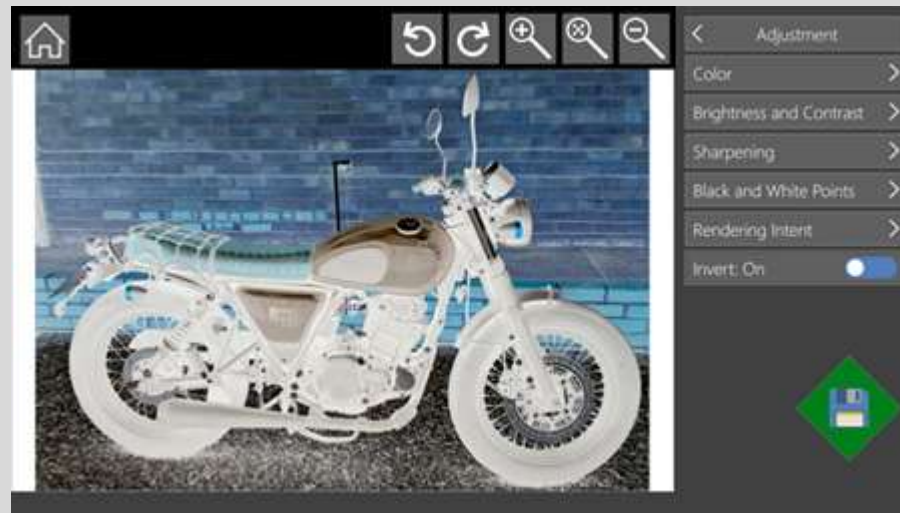 Adjustment
Color
Brightness and Contrast
Sharpening
Black and White Points
Rendering Intent
Invert: On